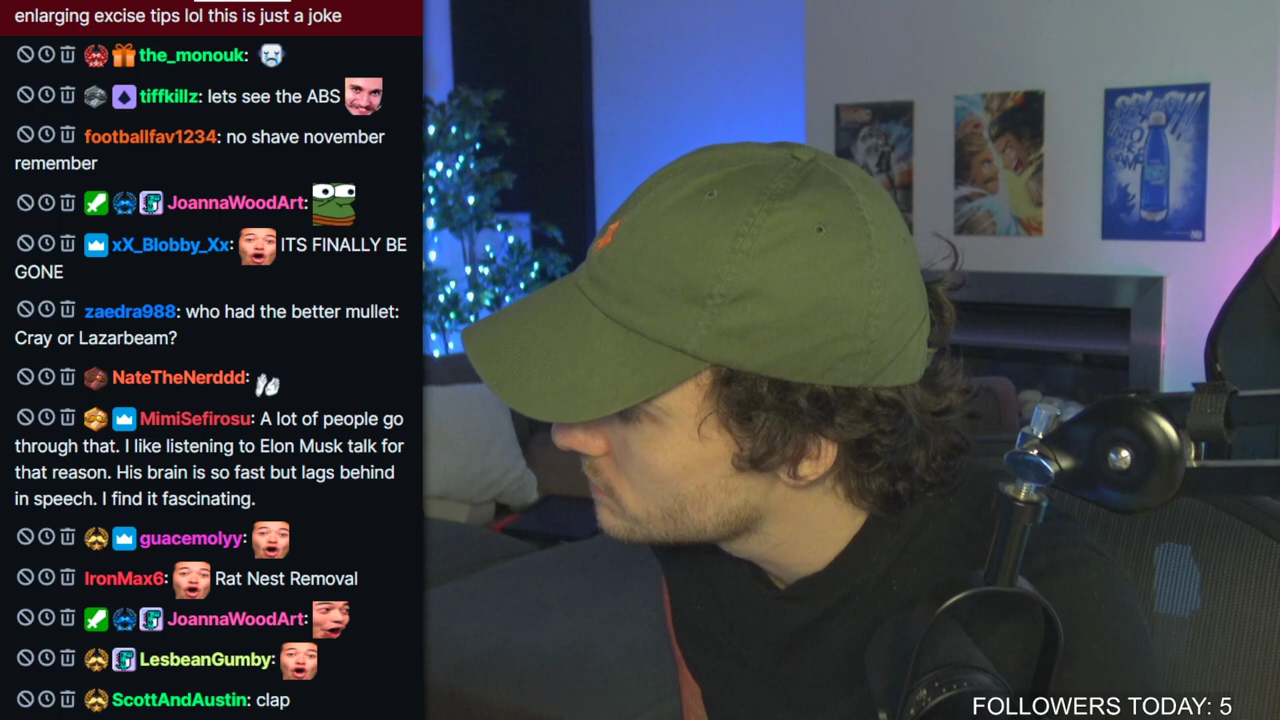 enlarging excise tips lol this is just a joke
the_monouk:
tiffkillz: lets see the ABS
footballfav1234: no shave november
remember
JoannaWoodArt:
xX_Blobby_Xx: ITS FINALLY BE
GONE
zaedra988: who had the better mullet:
Cray or Lazarbeam?
NateTheNerddd:
MimiSefirosu: A lot of people go
through that. I like listening to Elon Musk talk for
that reason. His brain is so fast but lags behind
in speech. I find it fascinating.
guacemolyy:
IronMax6: Rat Nest Removal
JoannaWoodArt:
LesbeanGumby:
ScottAndAustin: clap
SPLASH!
INTO
FOLLOWERS TODAY: 5